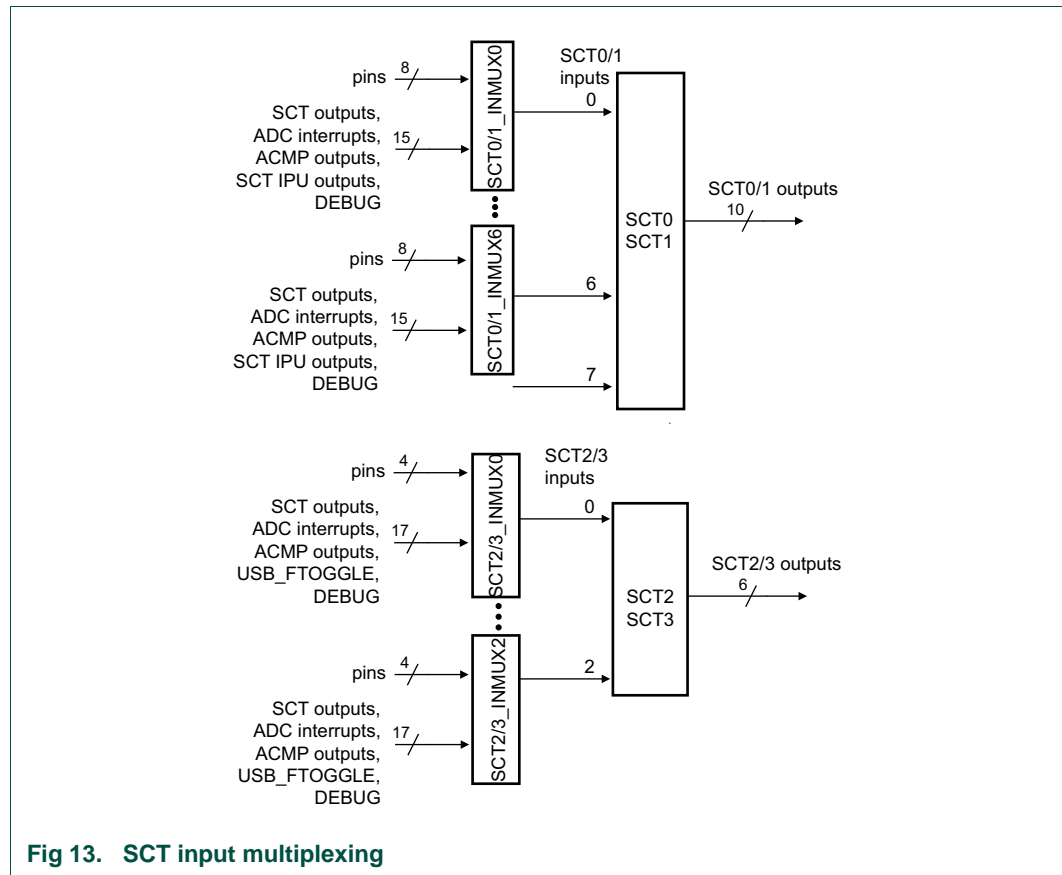 pins
8
SCT outputs,
ADC interrupts,
ACMP outputs,
SCT IPU outputs,
DEBUG
15
SCT0/1_INMUX0
SCT0/1
inputs
0
pins
8
SCT outputs,
ADC interrupts,
ACMP outputs,
SCT IPU outputs,
DEBUG
15
SCT0/1_INMUX6
6
7
SCT0
SCT1
SCT0/1 outputs
10
pins
4
SCT outputs,
ADC interrupts,
ACMP outputs,
USB_FTOGGLE,
DEBUG
17
SCT2/3_INMUX0
SCT2/3
inputs
0
pins
4
SCT outputs,
ADC interrupts,
ACMP outputs,
USB_FTOGGLE,
DEBUG
17
SCT2/3_INMUX2
2
SCT2
SCT3
SCT2/3 outputs
6
Fig 13. SCT input multiplexing